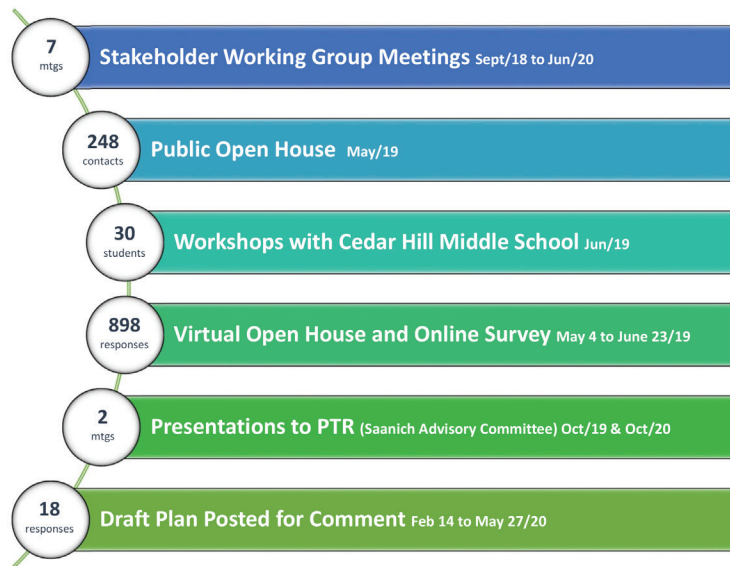 7
mtgs
Stakeholder Working Group Meetings Sept/18 to Jun/20
248
contacts
Public Open House May/19
30
students
Workshops with Cedar Hill Middle School Jun/19
898
responses
Virtual Open House and Online Survey May 4 to June 23/19
2
mtgs
Presentations to PTR (Saanich Advisory Committee) Oct/19 & Oct/20
18
responses
Draft Plan Posted for Comment Feb 14 to May 27/20